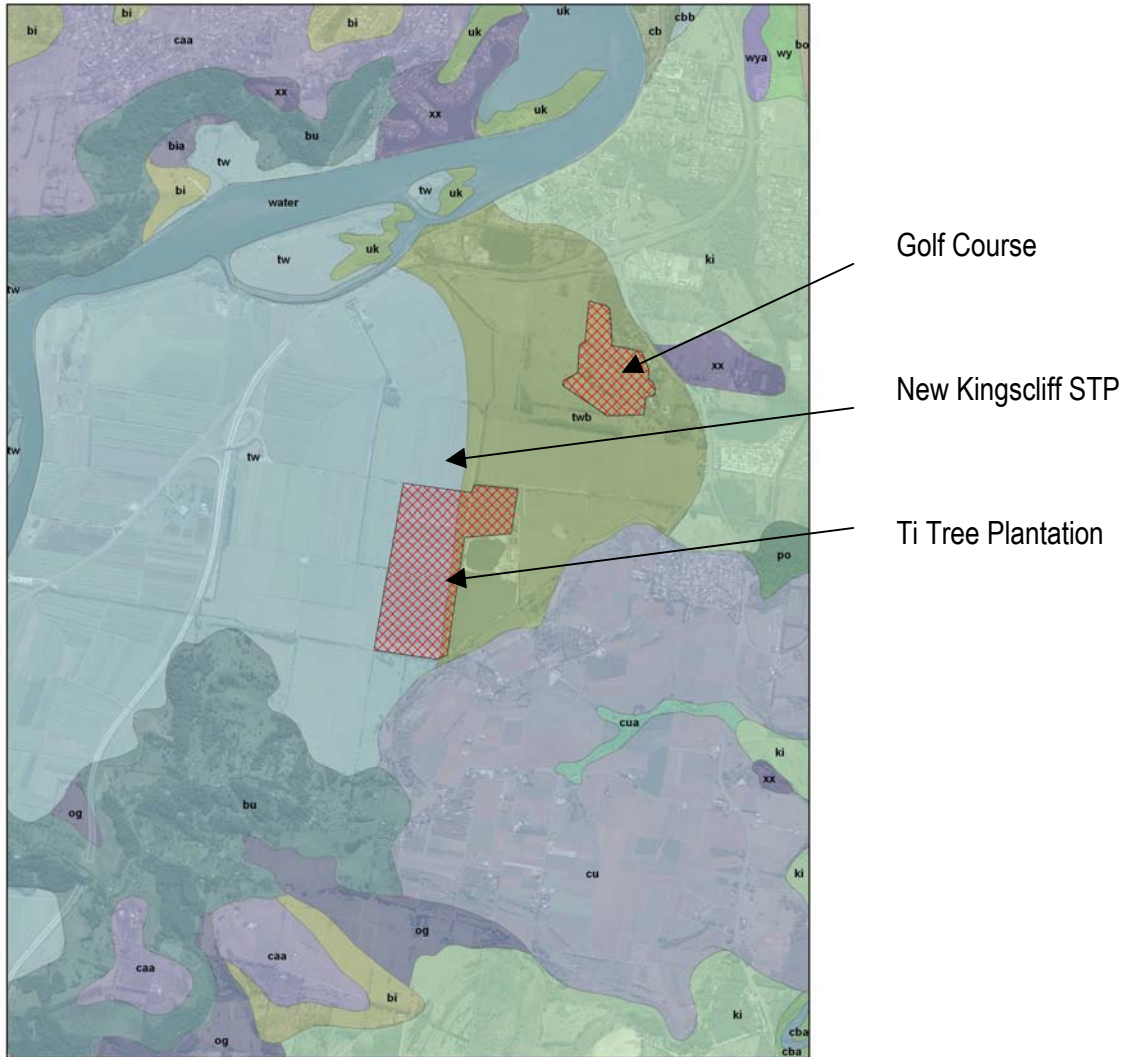 uk
cbb
bi
bi
bi
cb
bo
caa
uk
wya
wy
xx
xx
uk
bu
bia
tw
bi
tw
uk
water
uk
tw
ki
Golf Course
tw
xx
New Kingscliff STP
twb
tw
tw
Ti Tree Plantation
po
cua
ki
xx
og
bu
cu
ki
og
caa
caa
bi
ki
og
cba
cba